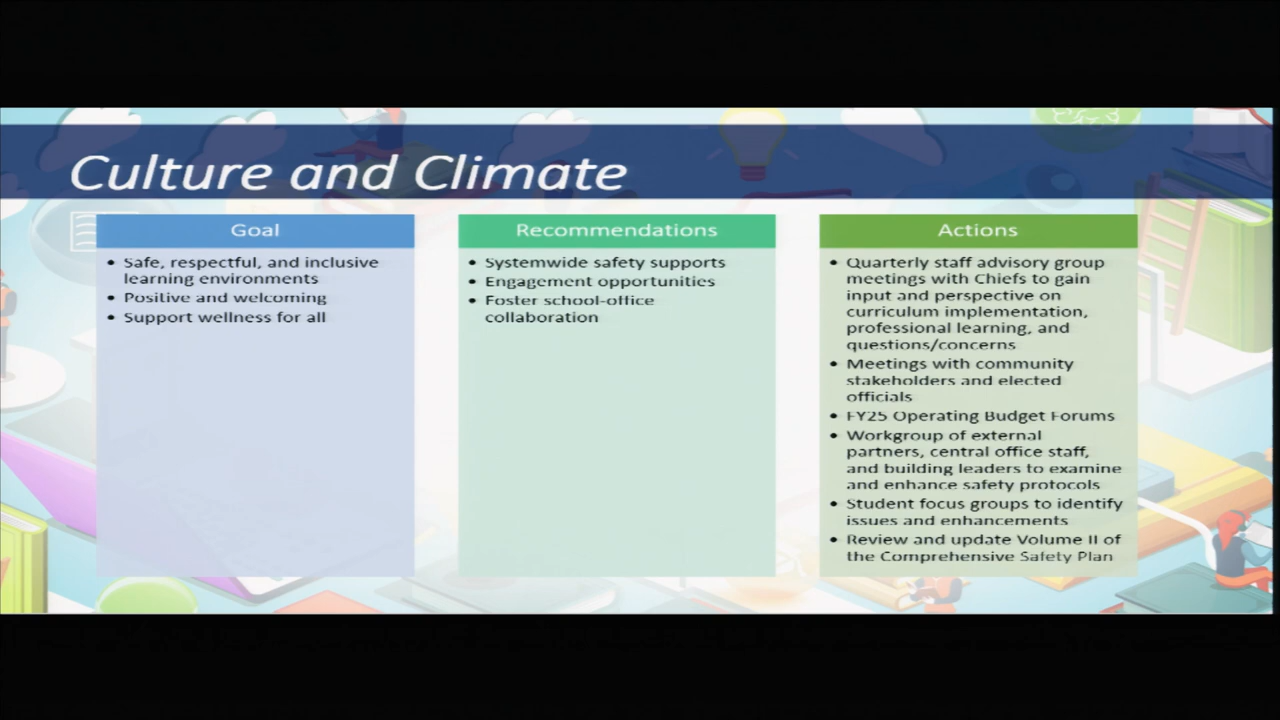 Culture and Climate
Goal
• Safe, respectful, and inclusive
learning environments
• Positive and welcoming
• Support wellness for all
Recommendations
• Systemwide safety supports
• Engagement opportunities
• Foster school-office
collaboration
Actions
• Quarterly staff advisory group
meetings with Chiefs to gain
input and perspective on
curriculum implementation,
professional learning, and
questions/concerns
• Meetings with community
stakeholders and elected
officials
• FY25 Operating Budget Forums
• Workgroup of external
partners, central office staff,
and building leaders to examine
and enhance safety protocols
• Student focus groups to identify
issues and enhancements
• Review and update Volume II of
the Comprehensive Safety Plan